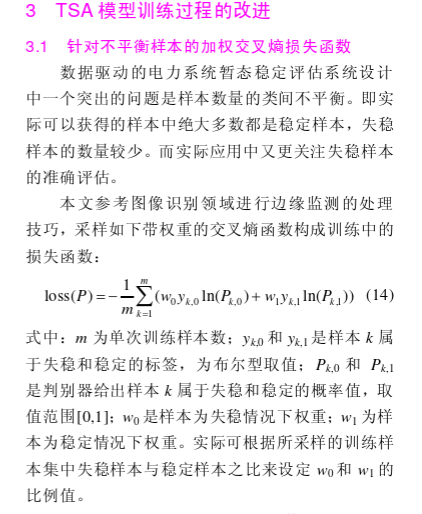 3 TSA 模型训练过程的改进
3.1 针对不平衡样本的加权交叉熵损失函数
数据驱动的电力系统暂态稳定评估系统设计
中一个突出的问题是样本数量的类间不平衡。即实
际可以获得的样本中绝大多数都是稳定样本，失稳
样本的数量较少。而实际应用中又更关注失稳样本
的准确评估。
本文参考图像识别领域进行边缘监测的处理
技巧，采样如下带权重的交叉熵函数构成训练中的
损失函数：
loss(P)=-\frac{1}{m}\sum_{k=1}^{m}(w_0y_{k,0}ln(P_{k,0})+w_1y_{k,1}ln(P_{k,1})) (14)
式中：m 为单次训练样本数；y_{k,0} 和 y_{k,1} 是样本 k 属
于失稳和稳定的标签，为布尔型取值；P_{k,0} 和 P_{k,1}
是判别器给出样本 k 属于失稳和稳定的概率值，取
值范围[0,1]；w_0 是样本为失稳情况下权重；w_1 为样
本为稳定情况下权重。实际可根据所采样的训练样
本集中失稳样本与稳定样本之比来设定 w_0 和 w_1 的
比例值。